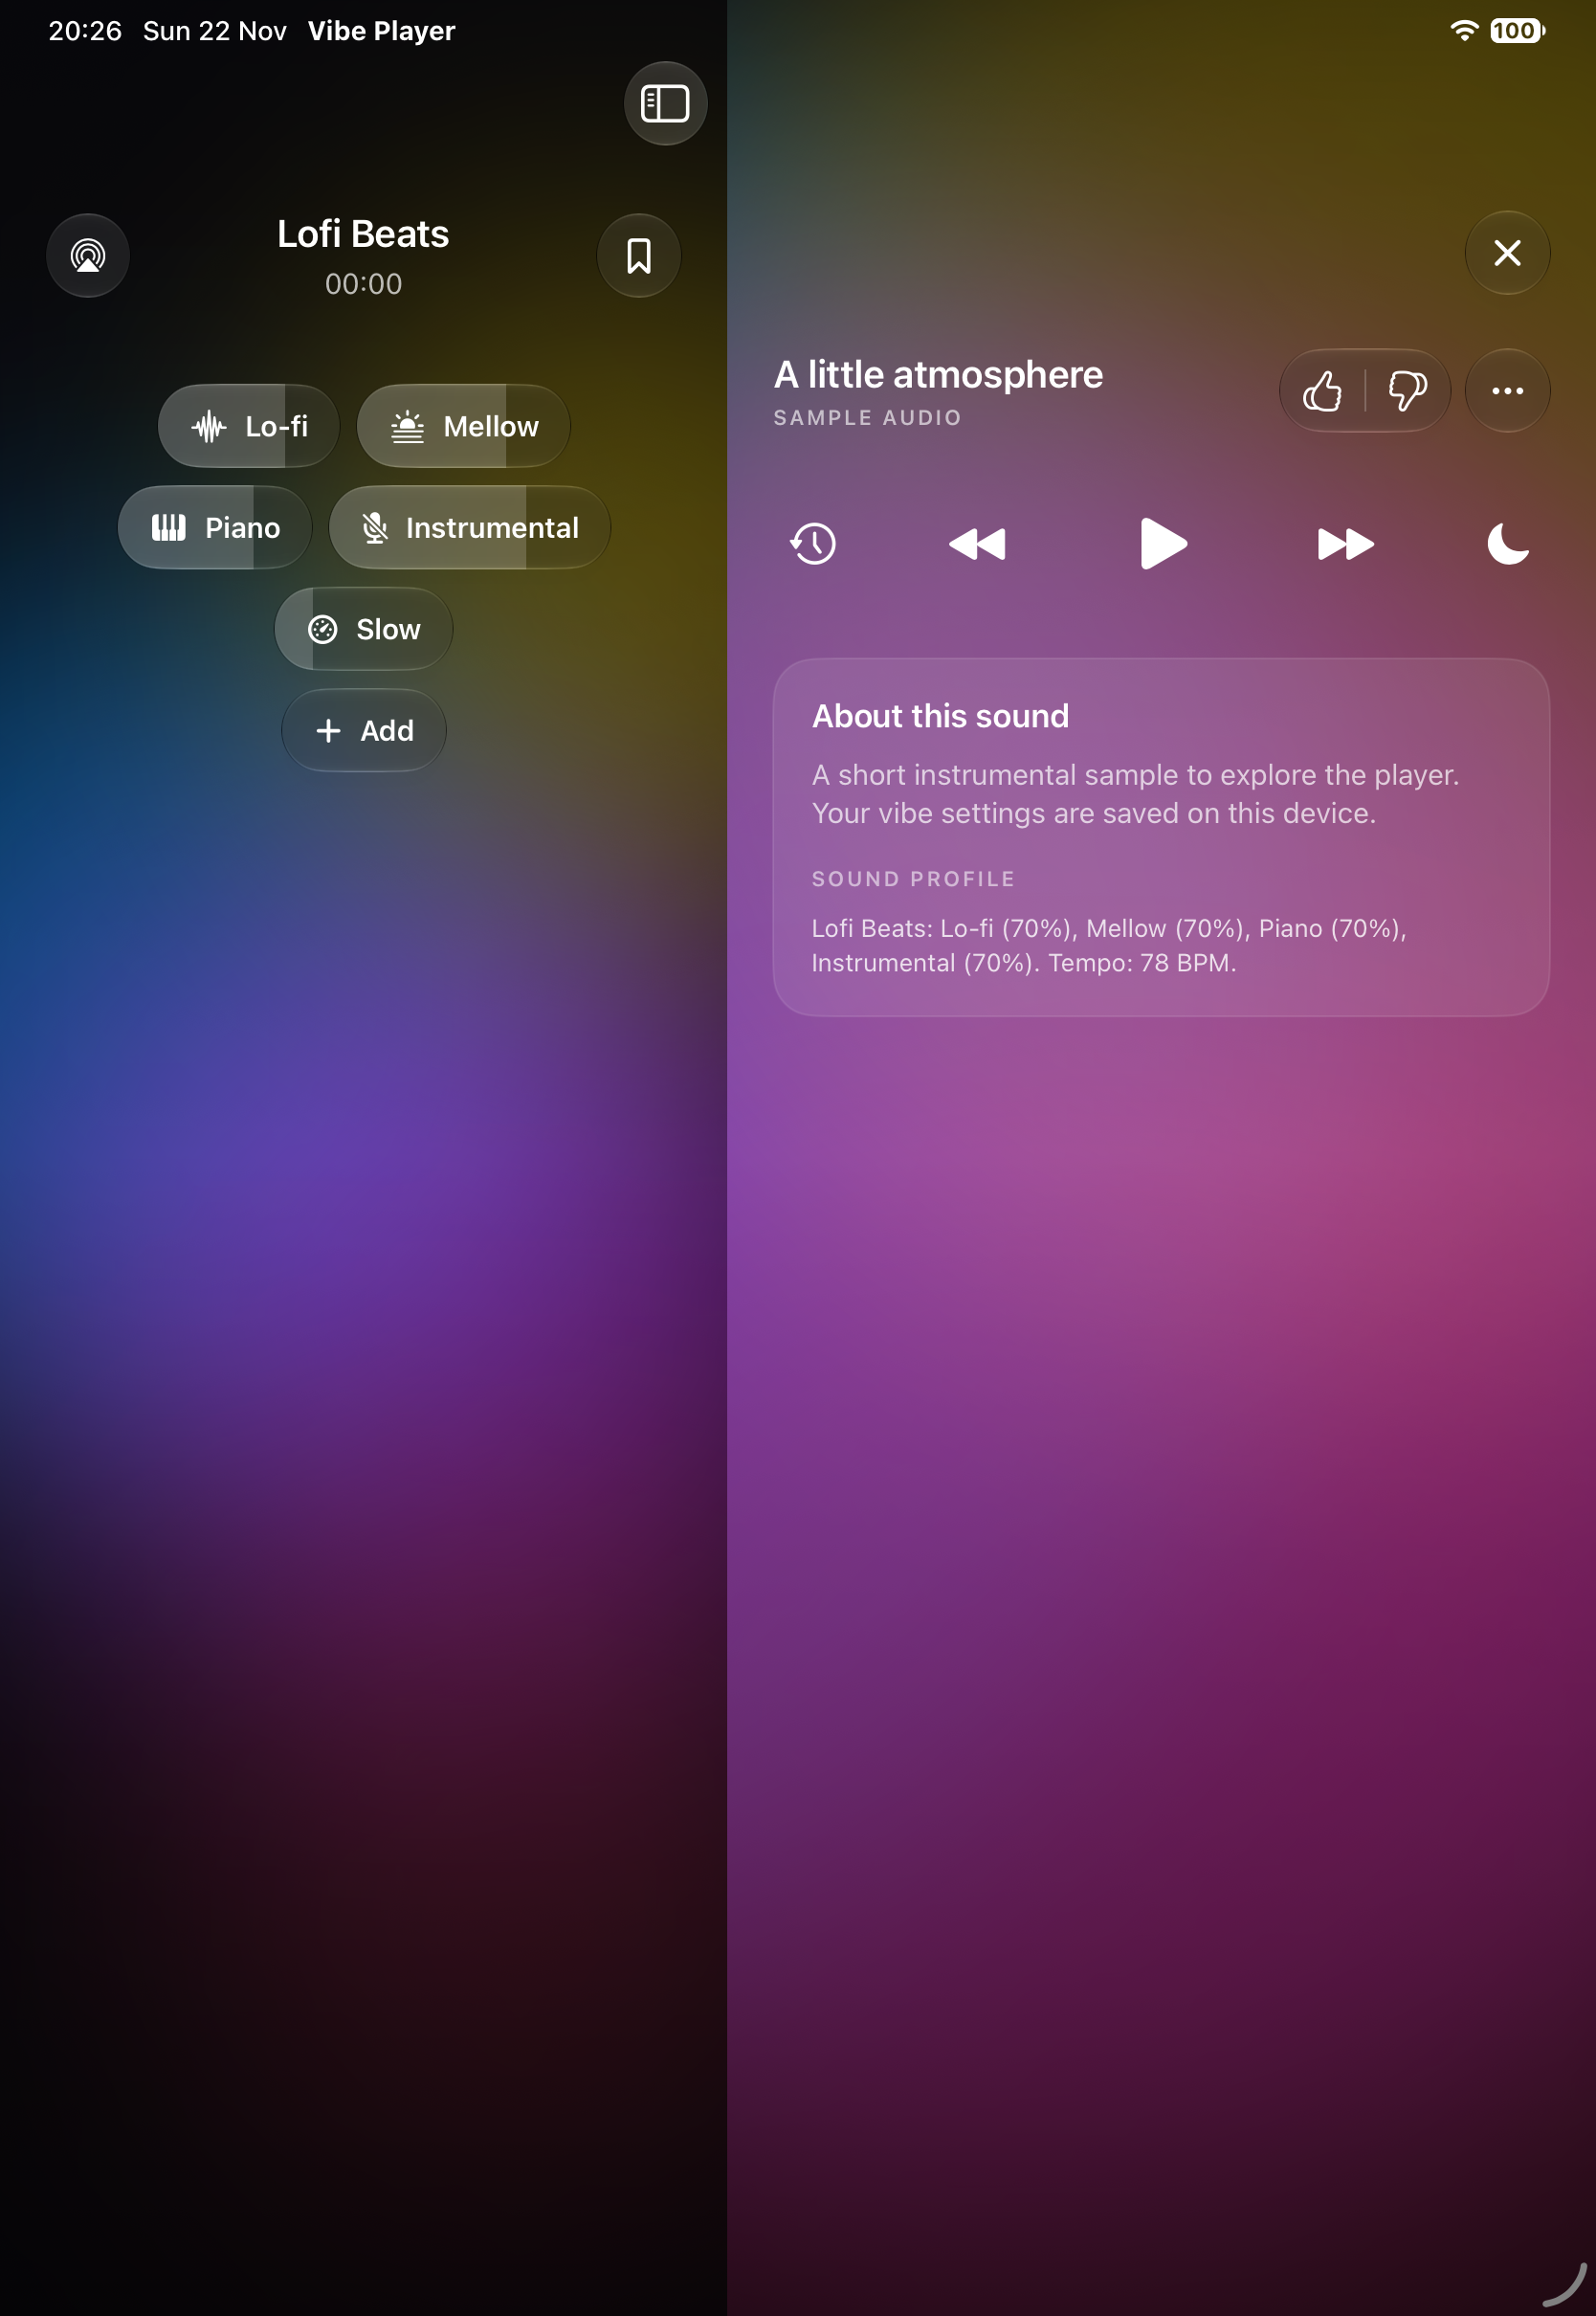 20:26 Sun 22 Nov Vibe Player
100
Lofi Beats
00:00
Lo-fi
Mellow
Piano
Instrumental
Slow
Add
A little atmosphere
SAMPLE AUDIO
About this sound
A short instrumental sample to explore the player.
Your vibe settings are saved on this device.
SOUND PROFILE
Lofi Beats: Lo-fi (70%), Mellow (70%), Piano (70%),
Instrumental (70%). Tempo: 78 BPM.